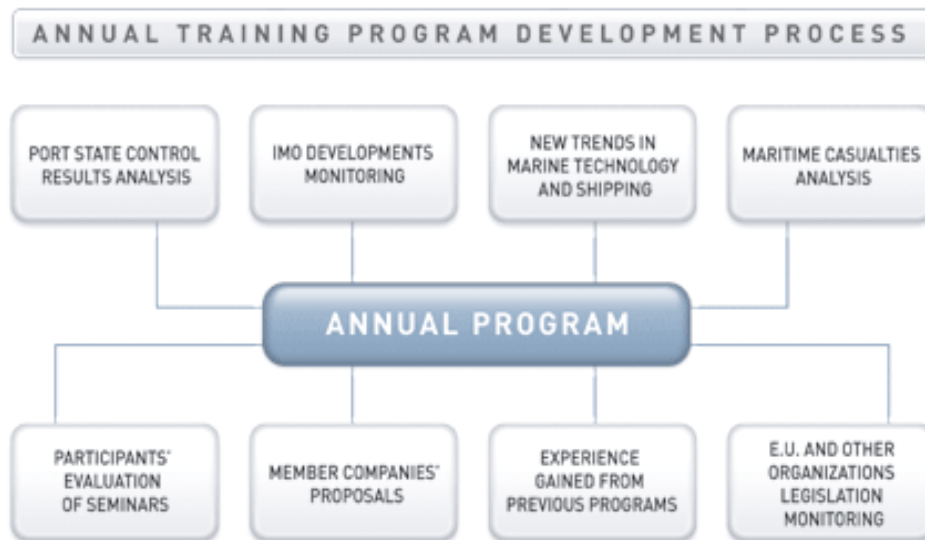 ANNUAL TRAINING PROGRAM DEVELOPMENT PROCESS
PORT STATE CONTROL
RESULTS ANALYSIS
IMO DEVELOPMENTS
MONITORING
NEW TRENDS IN
MARINE TECHNOLOGY
AND SHIPPING
MARITIME CASUALTIES
ANALYSIS
ANNUAL PROGRAM
PARTICIPANTS'
EVALUATION
OF SEMINARS
MEMBER COMPANIES'
PROPOSALS
EXPERIENCE
GAINED FROM
PREVIOUS PROGRAMS
E.U. AND OTHER
ORGANIZATIONS
LEGISLATION
MONITORING